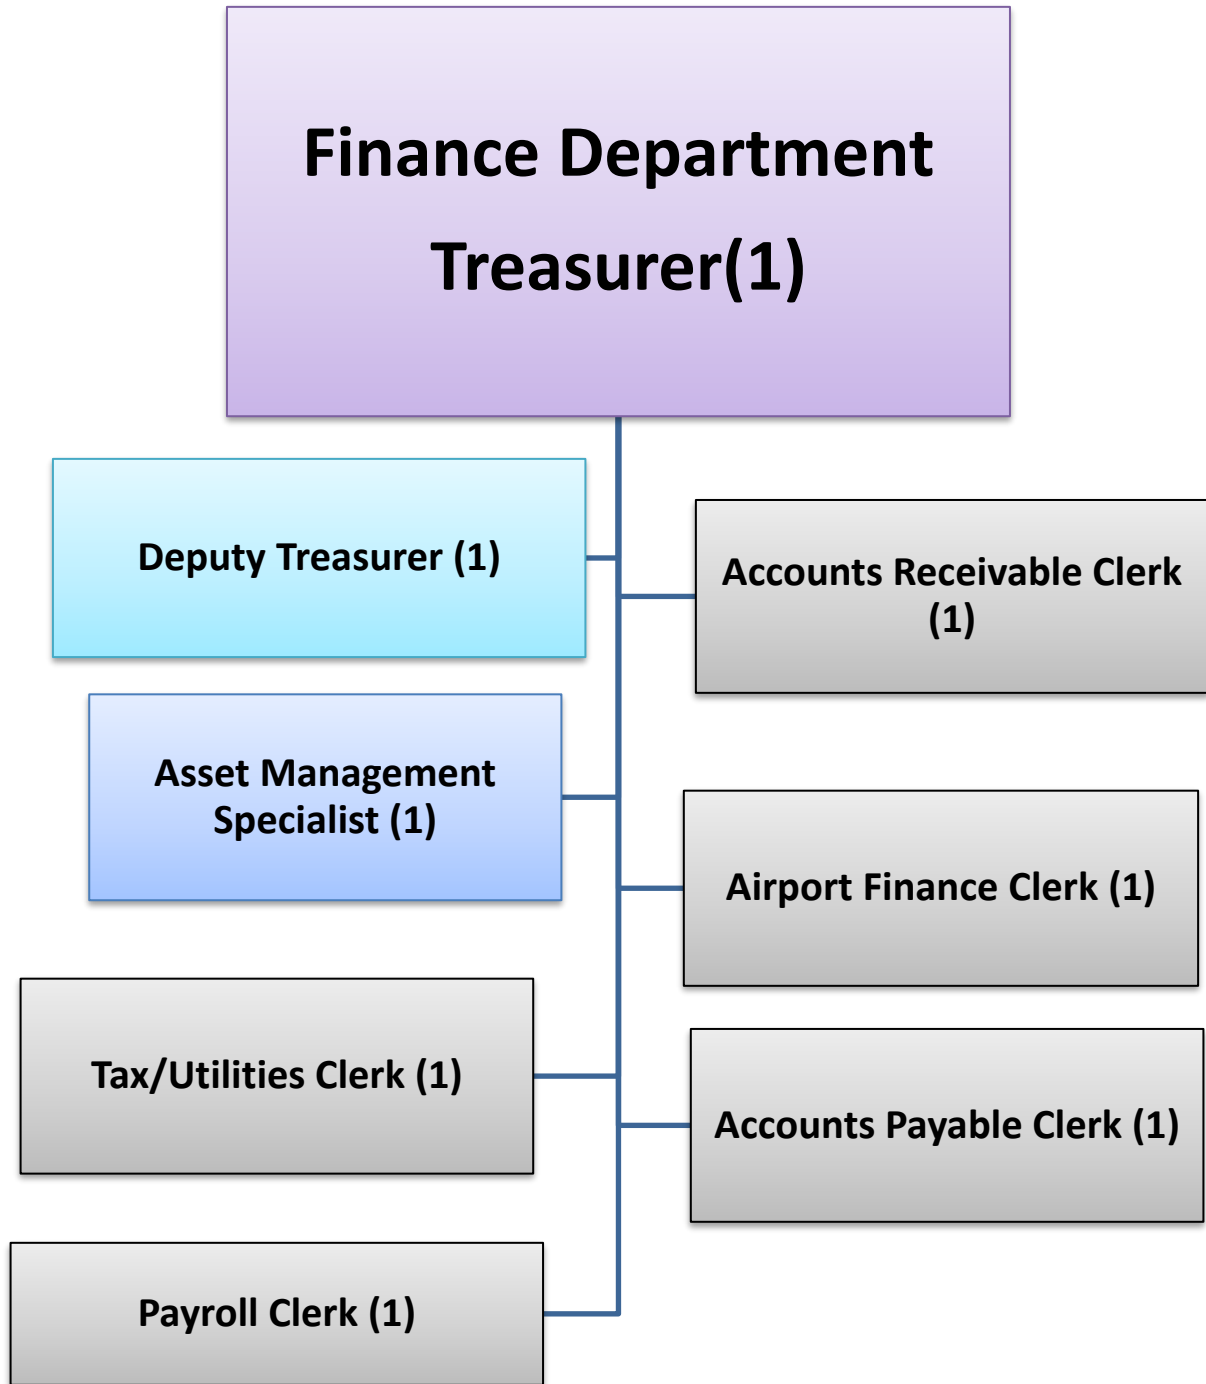 Finance Department
Treasurer(1)
Deputy Treasurer (1)
Accounts Receivable Clerk
(1)
Asset Management
Specialist (1)
Airport Finance Clerk (1)
Tax/Utilities Clerk (1)
Accounts Payable Clerk (1)
Payroll Clerk (1)